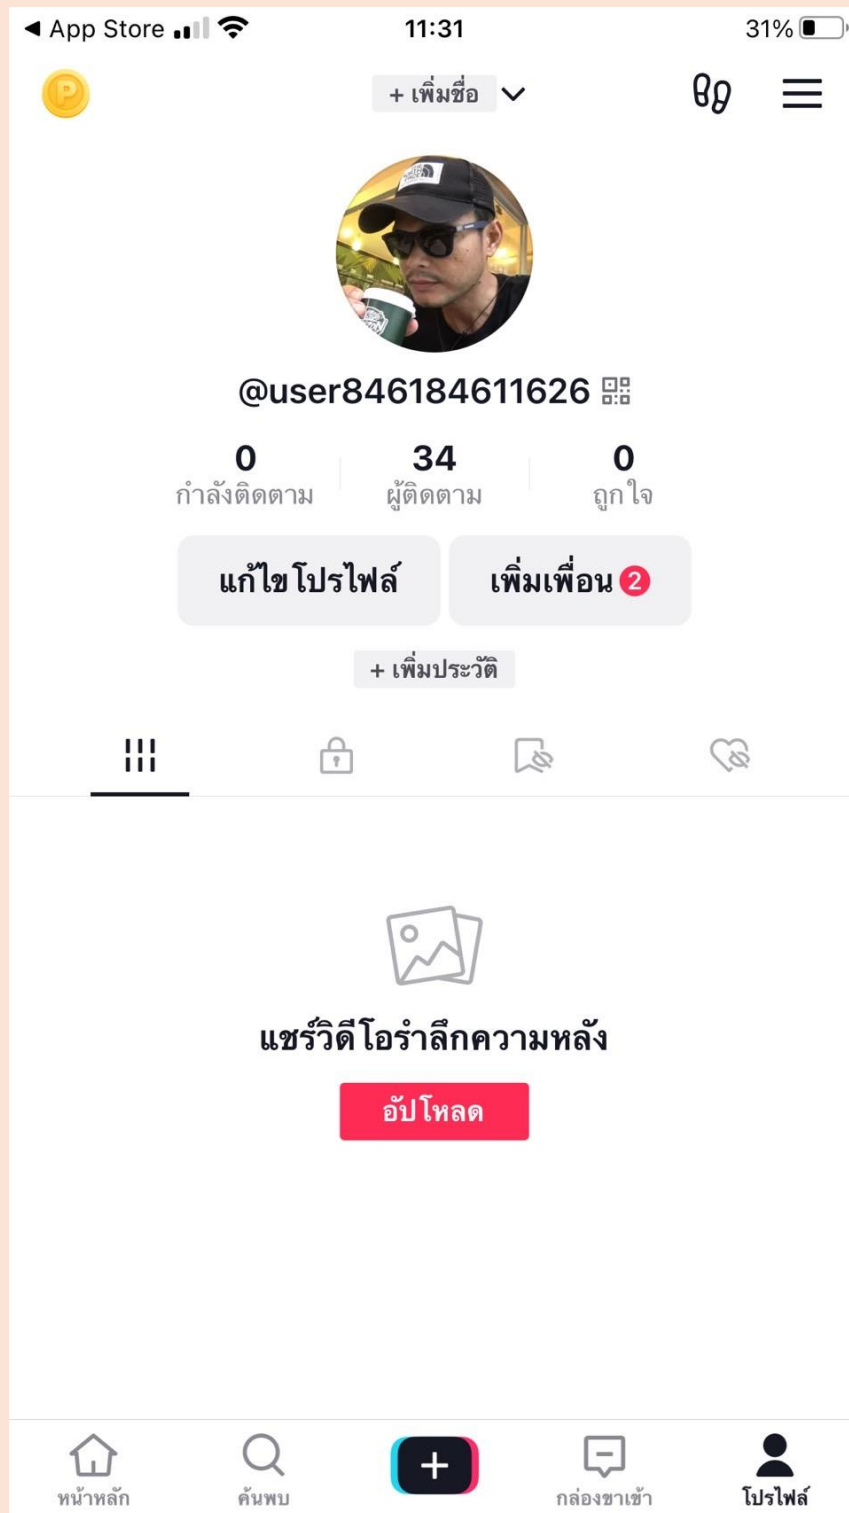 ◀ App Store 11:31 31%
P
+ เพิ่มชื่อ
THE NORTH FACE
@user846184611626
0 34 0
กำลังติดตาม ผู้ติดตาม ถูกใจ
แก้ไขโปรไฟล์ เพิ่มเพื่อน 2
+ เพิ่มประวัติ
แชร์วิดีโอรำลึกความหลัง
อัปโหลด
หน้าหลัก ค้นพบ กล่องขาเข้า โปรไฟล์